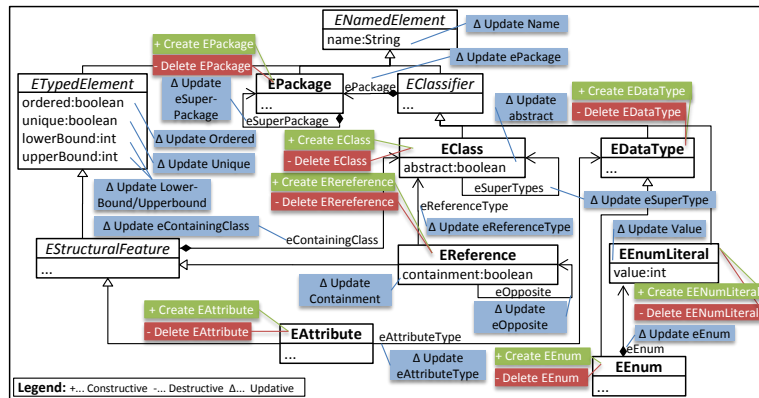 ENamedElement
name:String
Δ Update Name
+ Create EPackage
- Delete EPackage
Δ Update ePackage
ETypedElement
ordered:boolean
unique:boolean
lowerBound:int
upperBound:int
Δ Update
eSuper-
Package
EPackage
...
ePackage
EClassifier
...
eSuperPackage
+ Create EDataType
- Delete EDataType
Δ Update
abstract
Δ Update Ordered
Δ Update Unique
Δ Update Lower-
Bound/Upperbound
+ Create EClass
- Delete EClass
EClass
abstract:boolean
EDataType
...
+ Create ERereference
- Delete ERereference
eSuperTypes
Δ Update eSuperType
eReferenceType
Δ Update eContainingClass
Δ Update eReferenceType
Δ Update Value
eContainingClass
EStructuralFeature
...
EReference
containment:boolean
EEnumLiteral
value:int
Δ Update
Containment
eOpposite
Δ Update
eOpposite
+ Create EENumLiteral
- Delete EENumLiteral
+ Create EAttribute
- Delete EAttribute
EAttribute
...
eAttributeType
Δ Update
eAttributeType
Δ Update eEnum
eEnum
+ Create EEnum
- Delete EEnum
EEnum
...
Legend: +... Constructive -... Destructive Δ... Updative